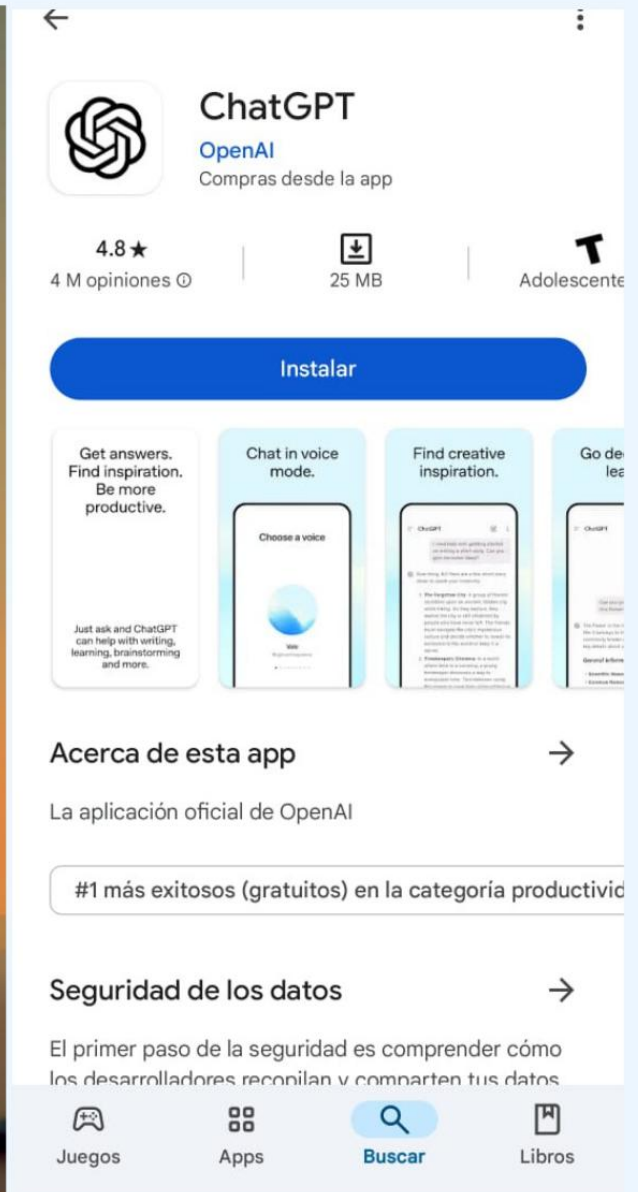 ChatGPT
OpenAI
Compras desde la app
4.8★
4 M opiniones
25 MB
Adolescente
Instalar
Get answers.
Find inspiration.
Be more
productive.
Just ask and ChatGPT
can help with writing,
learning, brainstorming
and more.
Chat in voice
mode.
Choose a voice
Find creative
inspiration.
ChatGPT
Go de
lea
ChatGPT
Acerca de esta app
La aplicación oficial de OpenAI
#1 más exitosos (gratuitos) en la categoría productivid
Seguridad de los datos
El primer paso de la seguridad es comprender cómo
los desarrolladores recopilan y comparten tus datos
Juegos
Apps
Buscar
Libros